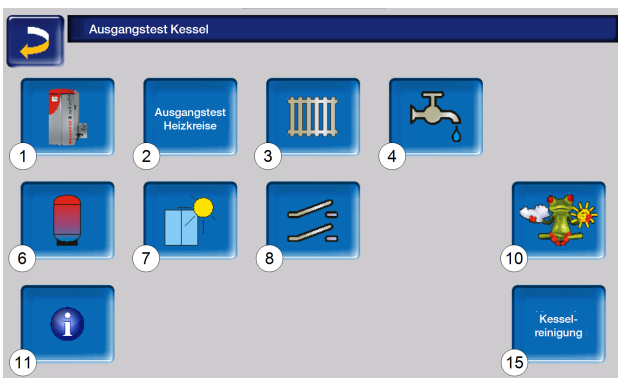 Ausgangstest Kessel
Ausgangstest
Heizkreise
1
2
3
4
6
7
8
10
Kessel-
reinigung
11
15